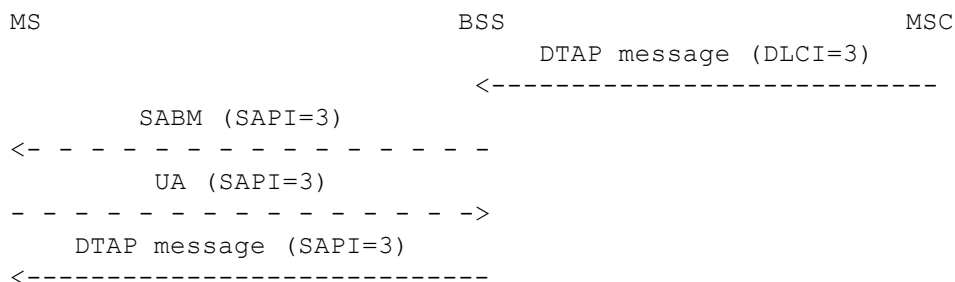 MS BSS MSC
DTAP message (DLCI=3)
<----------------------------
SABM (SAPI=3)
<- - - - - - - - - - - - - - -
UA (SAPI=3)
- - - - - - - - - - - - - - ->
DTAP message (SAPI=3)
<-----------------------------